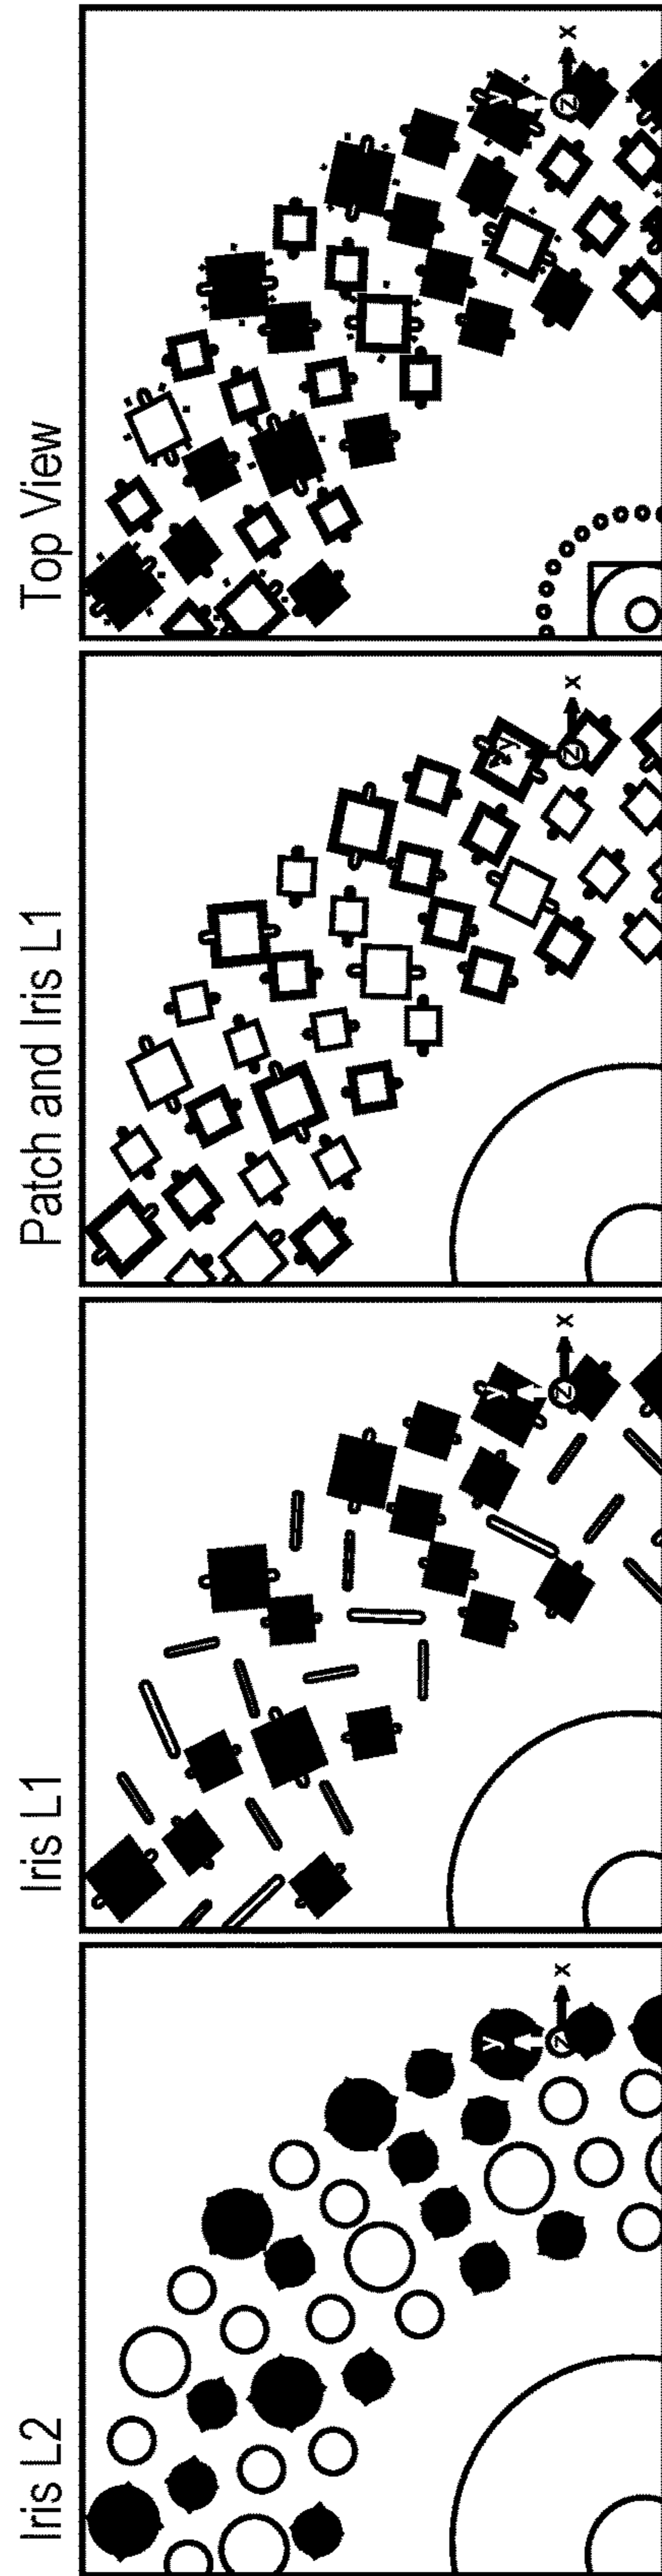 Iris L2
y
z
x
Iris L1
y
z
x
Patch and Iris L1
y
z
x
Top View
y
z
x